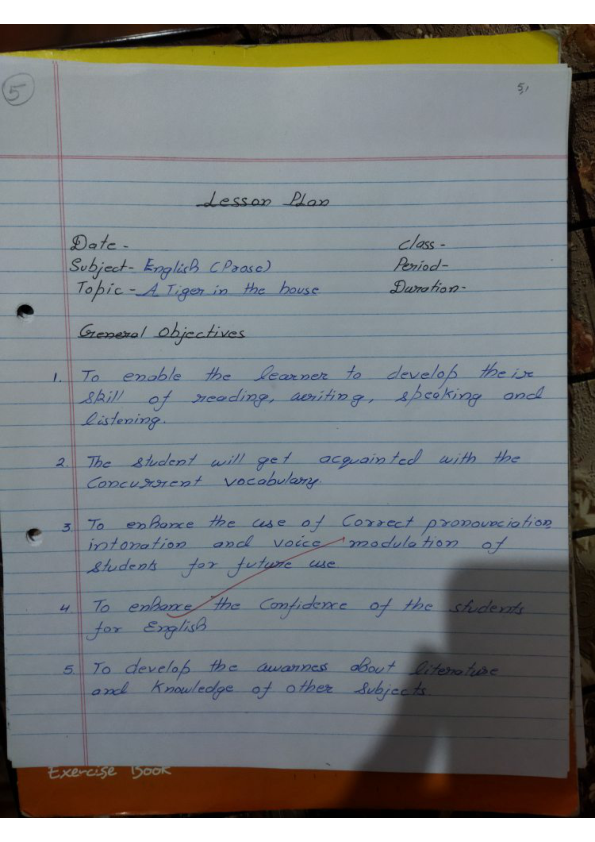 5
Lesson Plan
Date - Class -
Subject - English (Prose) Period -
Topic - A Tiger in the house Duration -
General Objectives
1. To enable the learner to develop their
skill of reading, writing, speaking and
listening.
2. The student will get acquainted with the
Concurrent vocabulary.
3. To enhance the use of Correct pronounciation,
intonation and voice modulation of
students for future use
4. To enhance the Confidence of the students
for English
5. To develop the awarness about literature
and Knowledge of other Subjects
Exercise Book